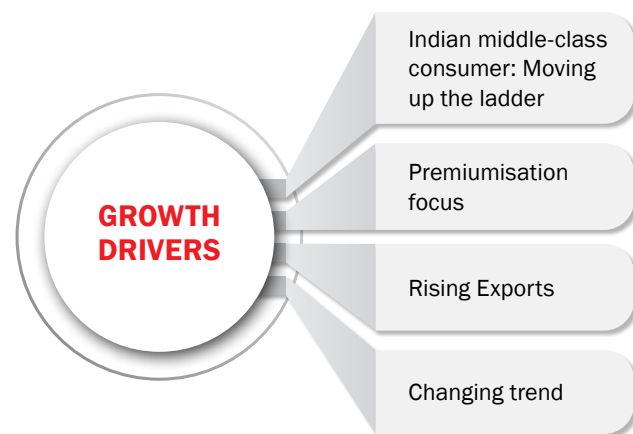 GROWTH
DRIVERS
Indian middle-class
consumer: Moving
up the ladder
Premiumisation
focus
Rising Exports
Changing trend